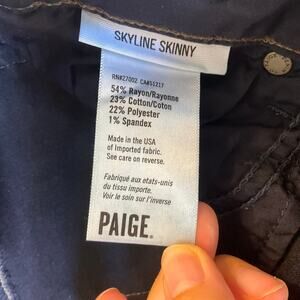 SKYLINE SKINNY
RN#27002 CA#51217
54% Rayon/Rayonne
23% Cotton/Coton
22% Polyester
1% Spandex
Made in the USA
of Imported fabric.
See care on reverse.
Fabriqué aux etats-unis
du tissu importe.
Voir le soin sur l'inverse
PAIGE.